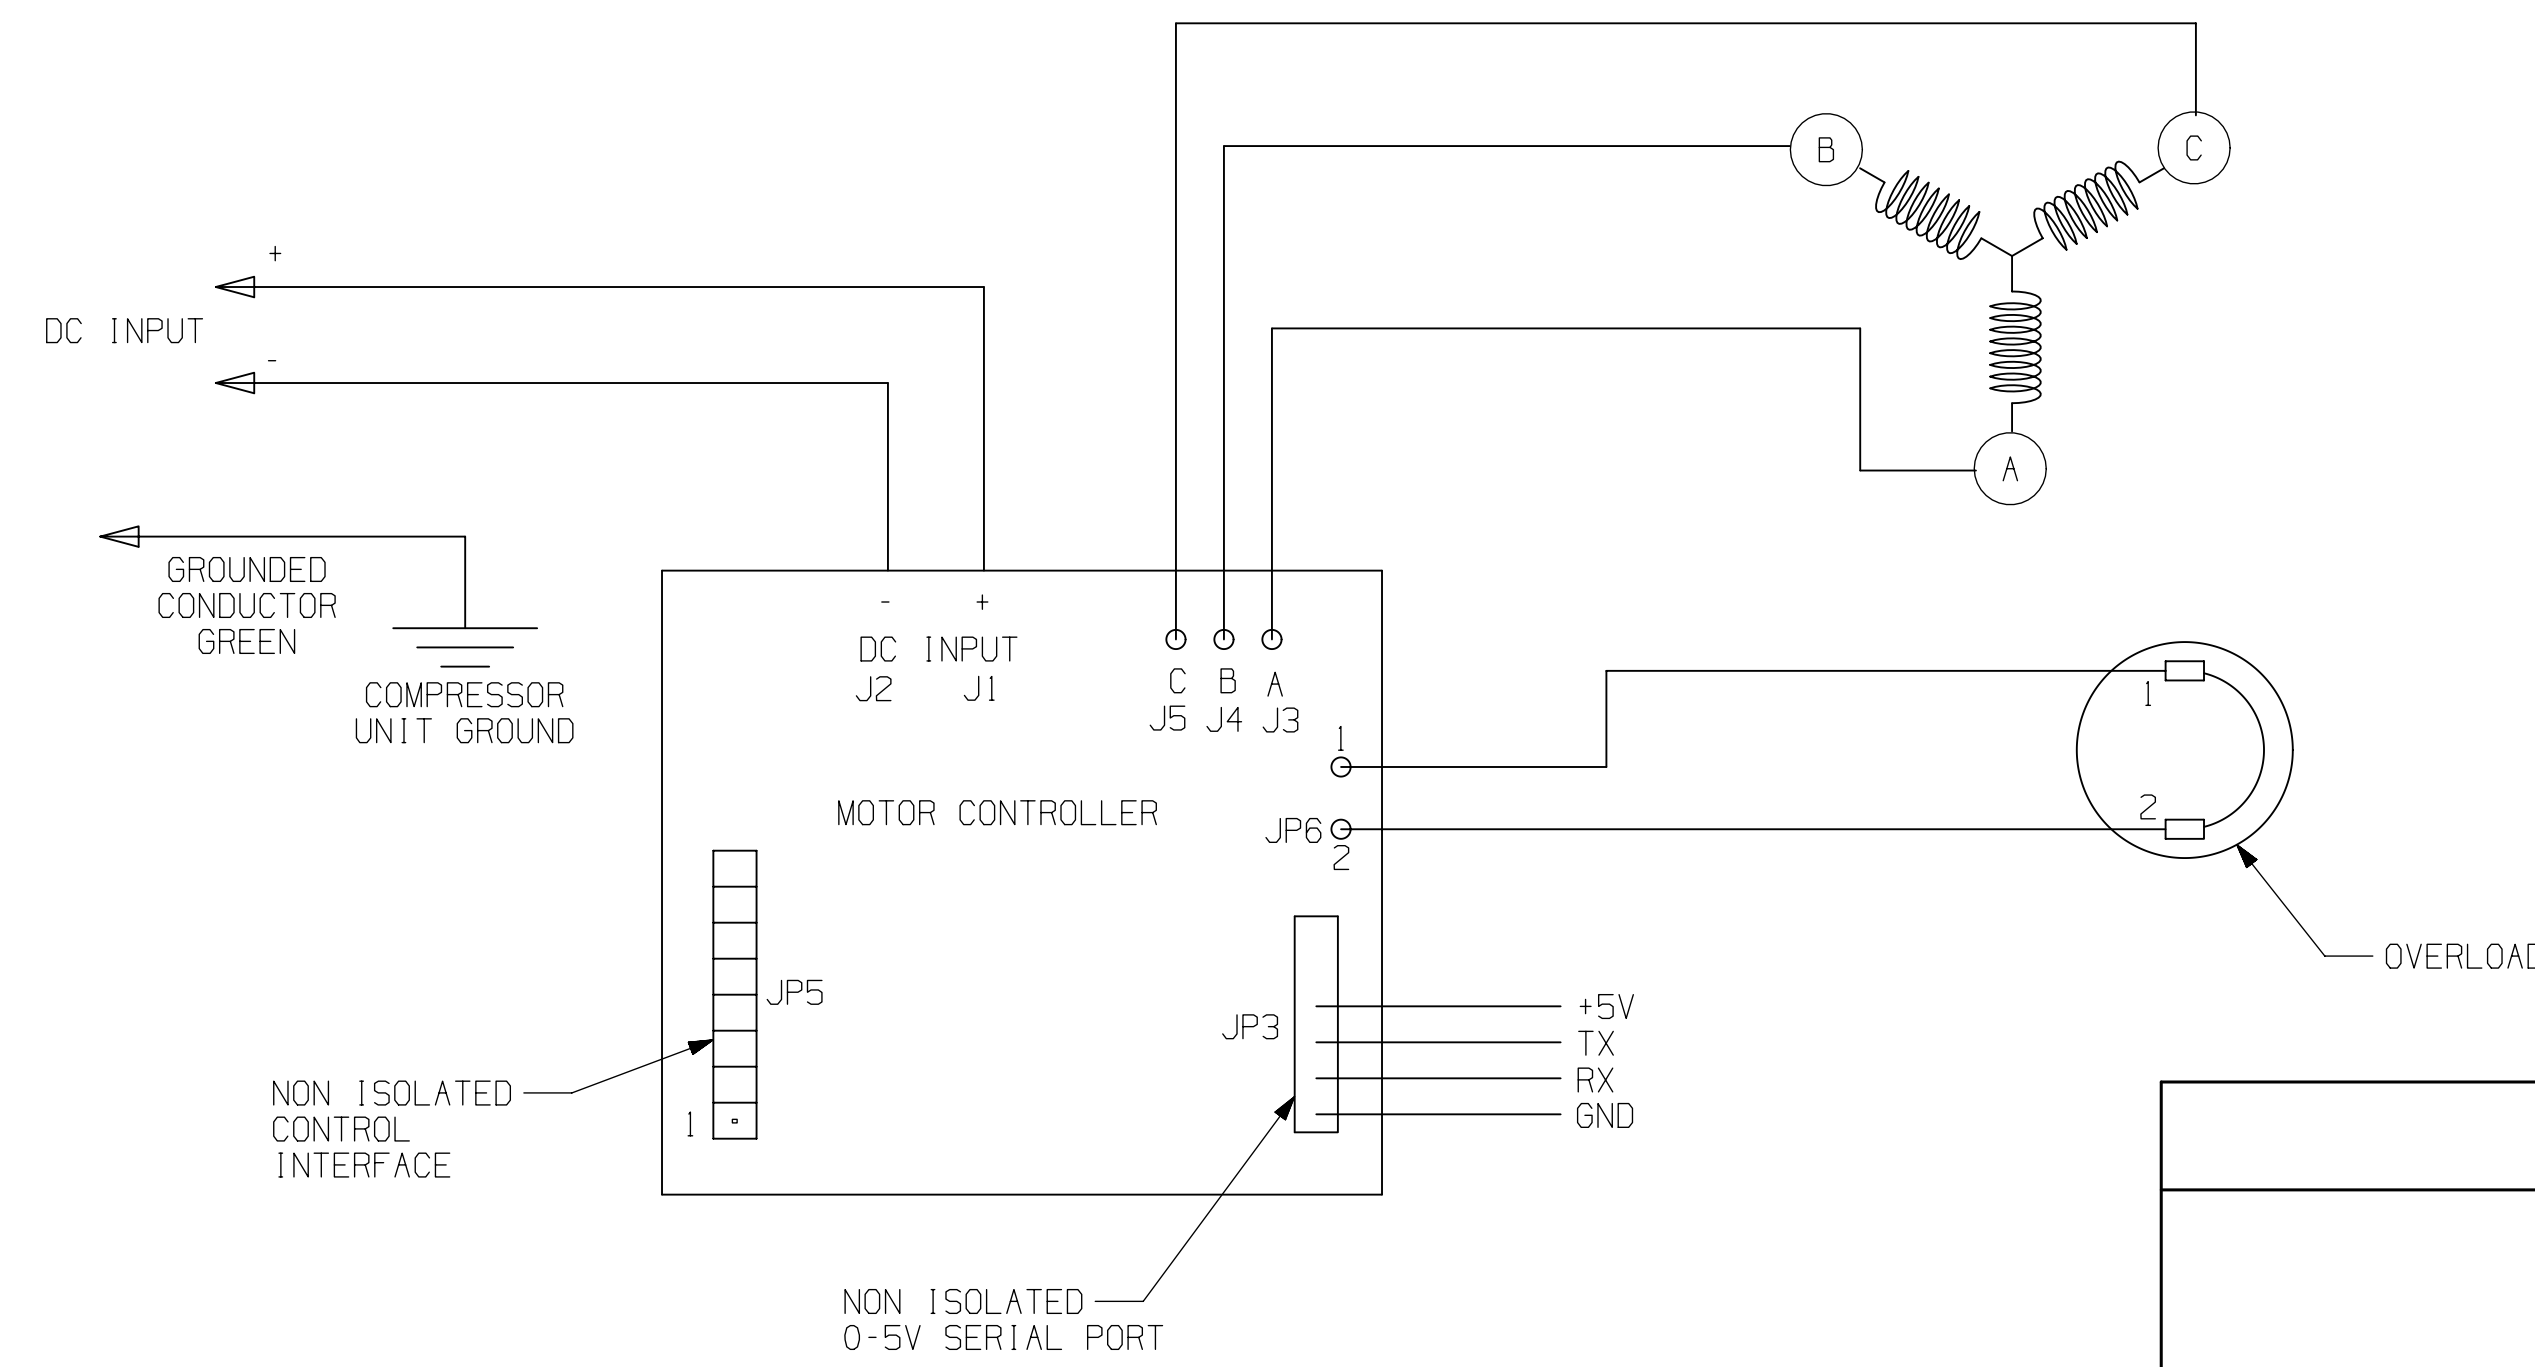 B
C
+
DC INPUT
-
A
GROUNDED
CONDUCTOR
GREEN
COMPRESSOR
UNIT GROUND
- +
DC INPUT
J2 J1
C B A
J5 J4 J3
1
MOTOR CONTROLLER
JP6
2
1
2
OVERLOAD
JP5
1
NON ISOLATED
CONTROL
INTERFACE
JP3
+5V
TX
RX
GND
NON ISOLATED
0-5V SERIAL PORT